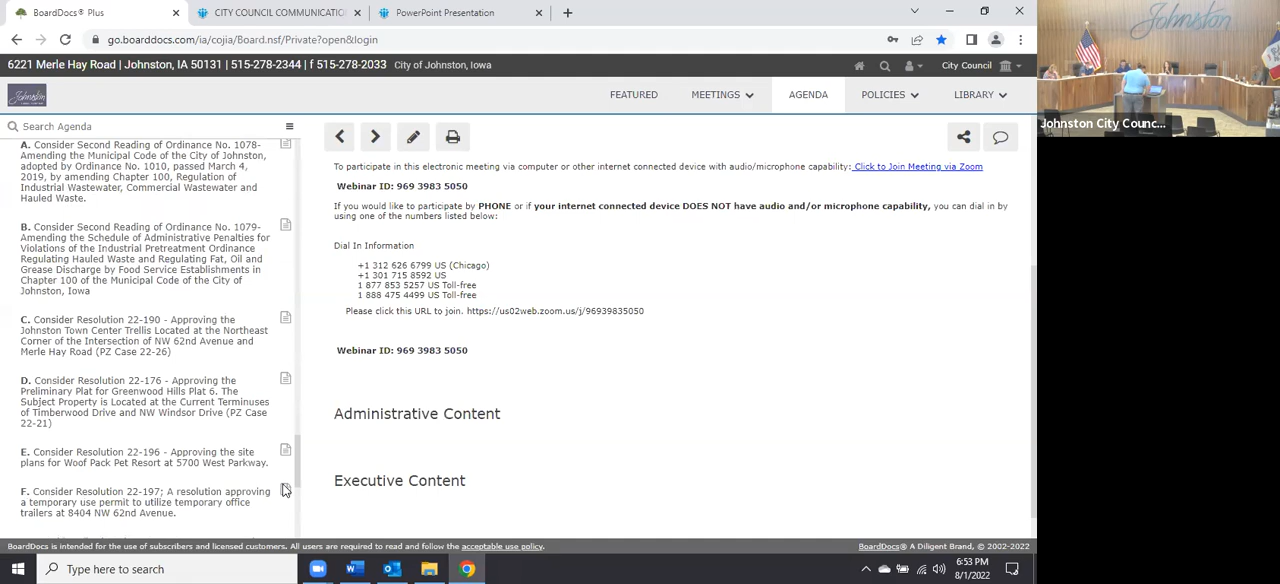 BoardDocs® Plus
CITY COUNCIL COMMUNICATIO
PowerPoint Presentation
go.boarddocs.com/ia/cojia/Board.nsf/Private?open&login
6221 Merle Hay Road | Johnston, IA 50131 | 515-278-2344 | f 515-278-2033 City of Johnston, Iowa
City Council
Johnston
FEATURED MEETINGS AGENDA POLICIES LIBRARY
Search Agenda
A. Consider Second Reading of Ordinance No. 1078-
Amending the Municipal Code of the City of Johnston,
adopted by Ordinance No. 1010, passed March 4,
2019, by amending Chapter 100, Regulation of
Industrial Wastewater, Commercial Wastewater and
Hauled Waste.
B. Consider Second Reading of Ordinance No. 1079-
Amending the Schedule of Administrative Penalties for
Violations of the Industrial Pretreatment Ordinance
Regulating Hauled Waste and Regulating Fat, Oil and
Grease Discharge by Food Service Establishments in
Chapter 100 of the Municipal Code of the City of
Johnston, Iowa
C. Consider Resolution 22-190 - Approving the
Johnston Town Center Trellis Located at the Northeast
Corner of the Intersection of NW 62nd Avenue and
Merle Hay Road (PZ Case 22-26)
D. Consider Resolution 22-176 - Approving the
Preliminary Plat for Greenwood Hills Plat 6. The
Subject Property is Located at the Current Terminuses
of Timberwood Drive and NW Windsor Drive (PZ Case
22-21)
E. Consider Resolution 22-196 - Approving the site
plans for Woof Pack Pet Resort at 5700 West Parkway.
F. Consider Resolution 22-197; A resolution approving
a temporary use permit to utilize temporary office
trailers at 8404 NW 62nd Avenue.
To participate in this electronic meeting via computer or other internet connected device with audio/microphone capability: Click to Join Meeting via Zoom
Webinar ID: 969 3983 5050
If you would like to participate by PHONE or if your internet connected device DOES NOT have audio and/or microphone capability, you can dial in by
using one of the numbers listed below:
Dial In Information
+1 312 626 6799 US (Chicago)
+1 301 715 8592 US
1 877 853 5257 US Toll-free
1 888 475 4499 US Toll-free
Please click this URL to join. https://us02web.zoom.us/j/96939835050
Webinar ID: 969 3983 5050
Administrative Content
Executive Content
BoardDocs is intended for the use of subscribers and licensed customers. All users are required to read and follow the acceptable use policy.
BoardDocs® A Diligent Brand, © 2002-2022
Type here to search
6:53 PM
8/1/2022
Johnston
Johnston City Counc...